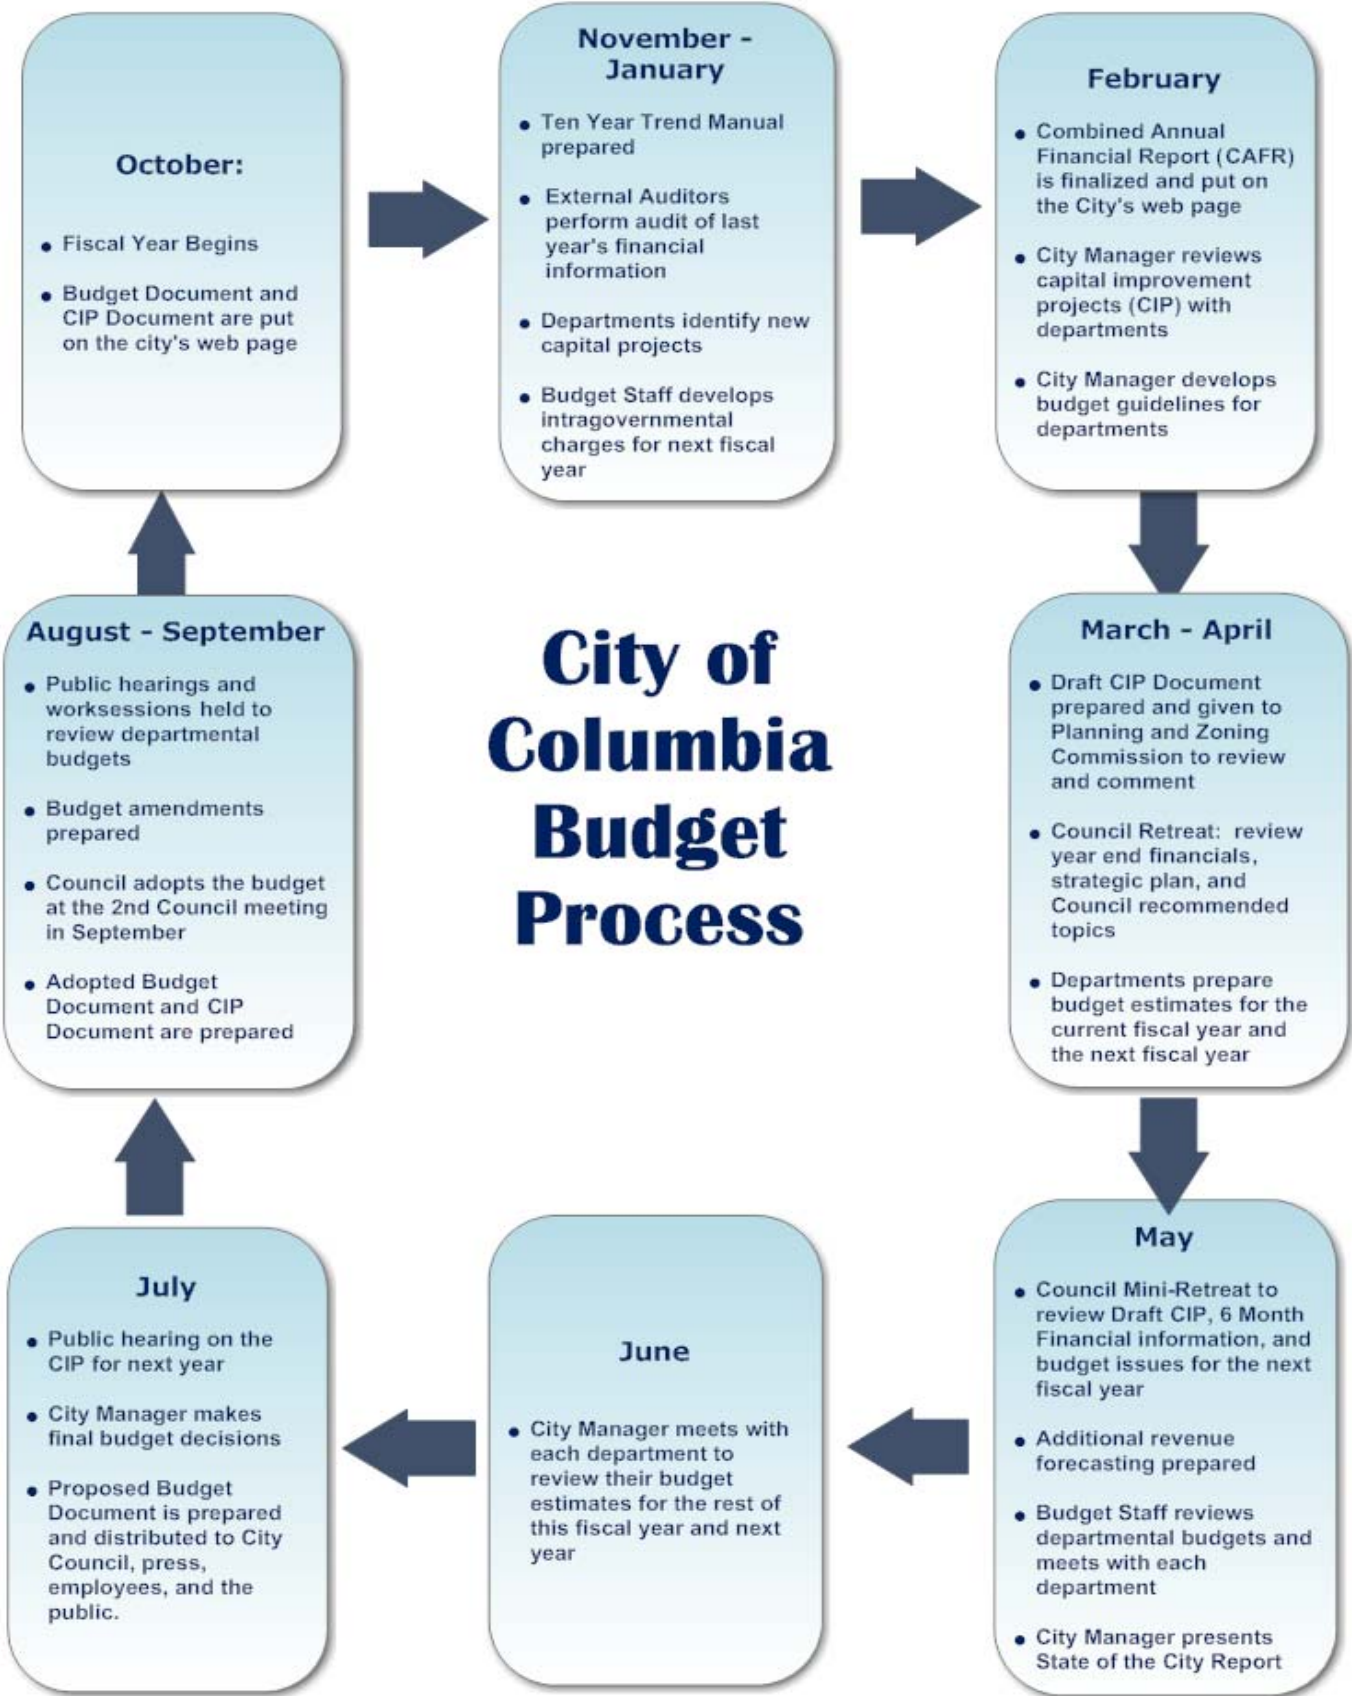 October:
• Fiscal Year Begins
• Budget Document and
CIP Document are put
on the city's web page
November -
January
• Ten Year Trend Manual
prepared
• External Auditors
perform audit of last
year's financial
information
• Departments identify new
capital projects
• Budget Staff develops
intragovernmental
charges for next fiscal
year
February
• Combined Annual
Financial Report (CAFR)
is finalized and put on
the City's web page
• City Manager reviews
capital improvement
projects (CIP) with
departments
• City Manager develops
budget guidelines for
departments
March - April
• Draft CIP Document
prepared and given to
Planning and Zoning
Commission to review
and comment
• Council Retreat: review
year end financials,
strategic plan, and
Council recommended
topics
• Departments prepare
budget estimates for the
current fiscal year and
the next fiscal year
May
• Council Mini-Retreat to
review Draft CIP, 6 Month
Financial information, and
budget issues for the next
fiscal year
• Additional revenue
forecasting prepared
• Budget Staff reviews
departmental budgets and
meets with each
department
• City Manager presents
State of the City Report
June
• City Manager meets with
each department to
review their budget
estimates for the rest of
this fiscal year and next
year
July
• Public hearing on the
CIP for next year
• City Manager makes
final budget decisions
• Proposed Budget
Document is prepared
and distributed to City
Council, press,
employees, and the
public.
August - September
• Public hearings and
worksessions held to
review departmental
budgets
• Budget amendments
prepared
• Council adopts the budget
at the 2nd Council meeting
in September
• Adopted Budget
Document and CIP
Document are prepared
City of
Columbia
Budget
Process